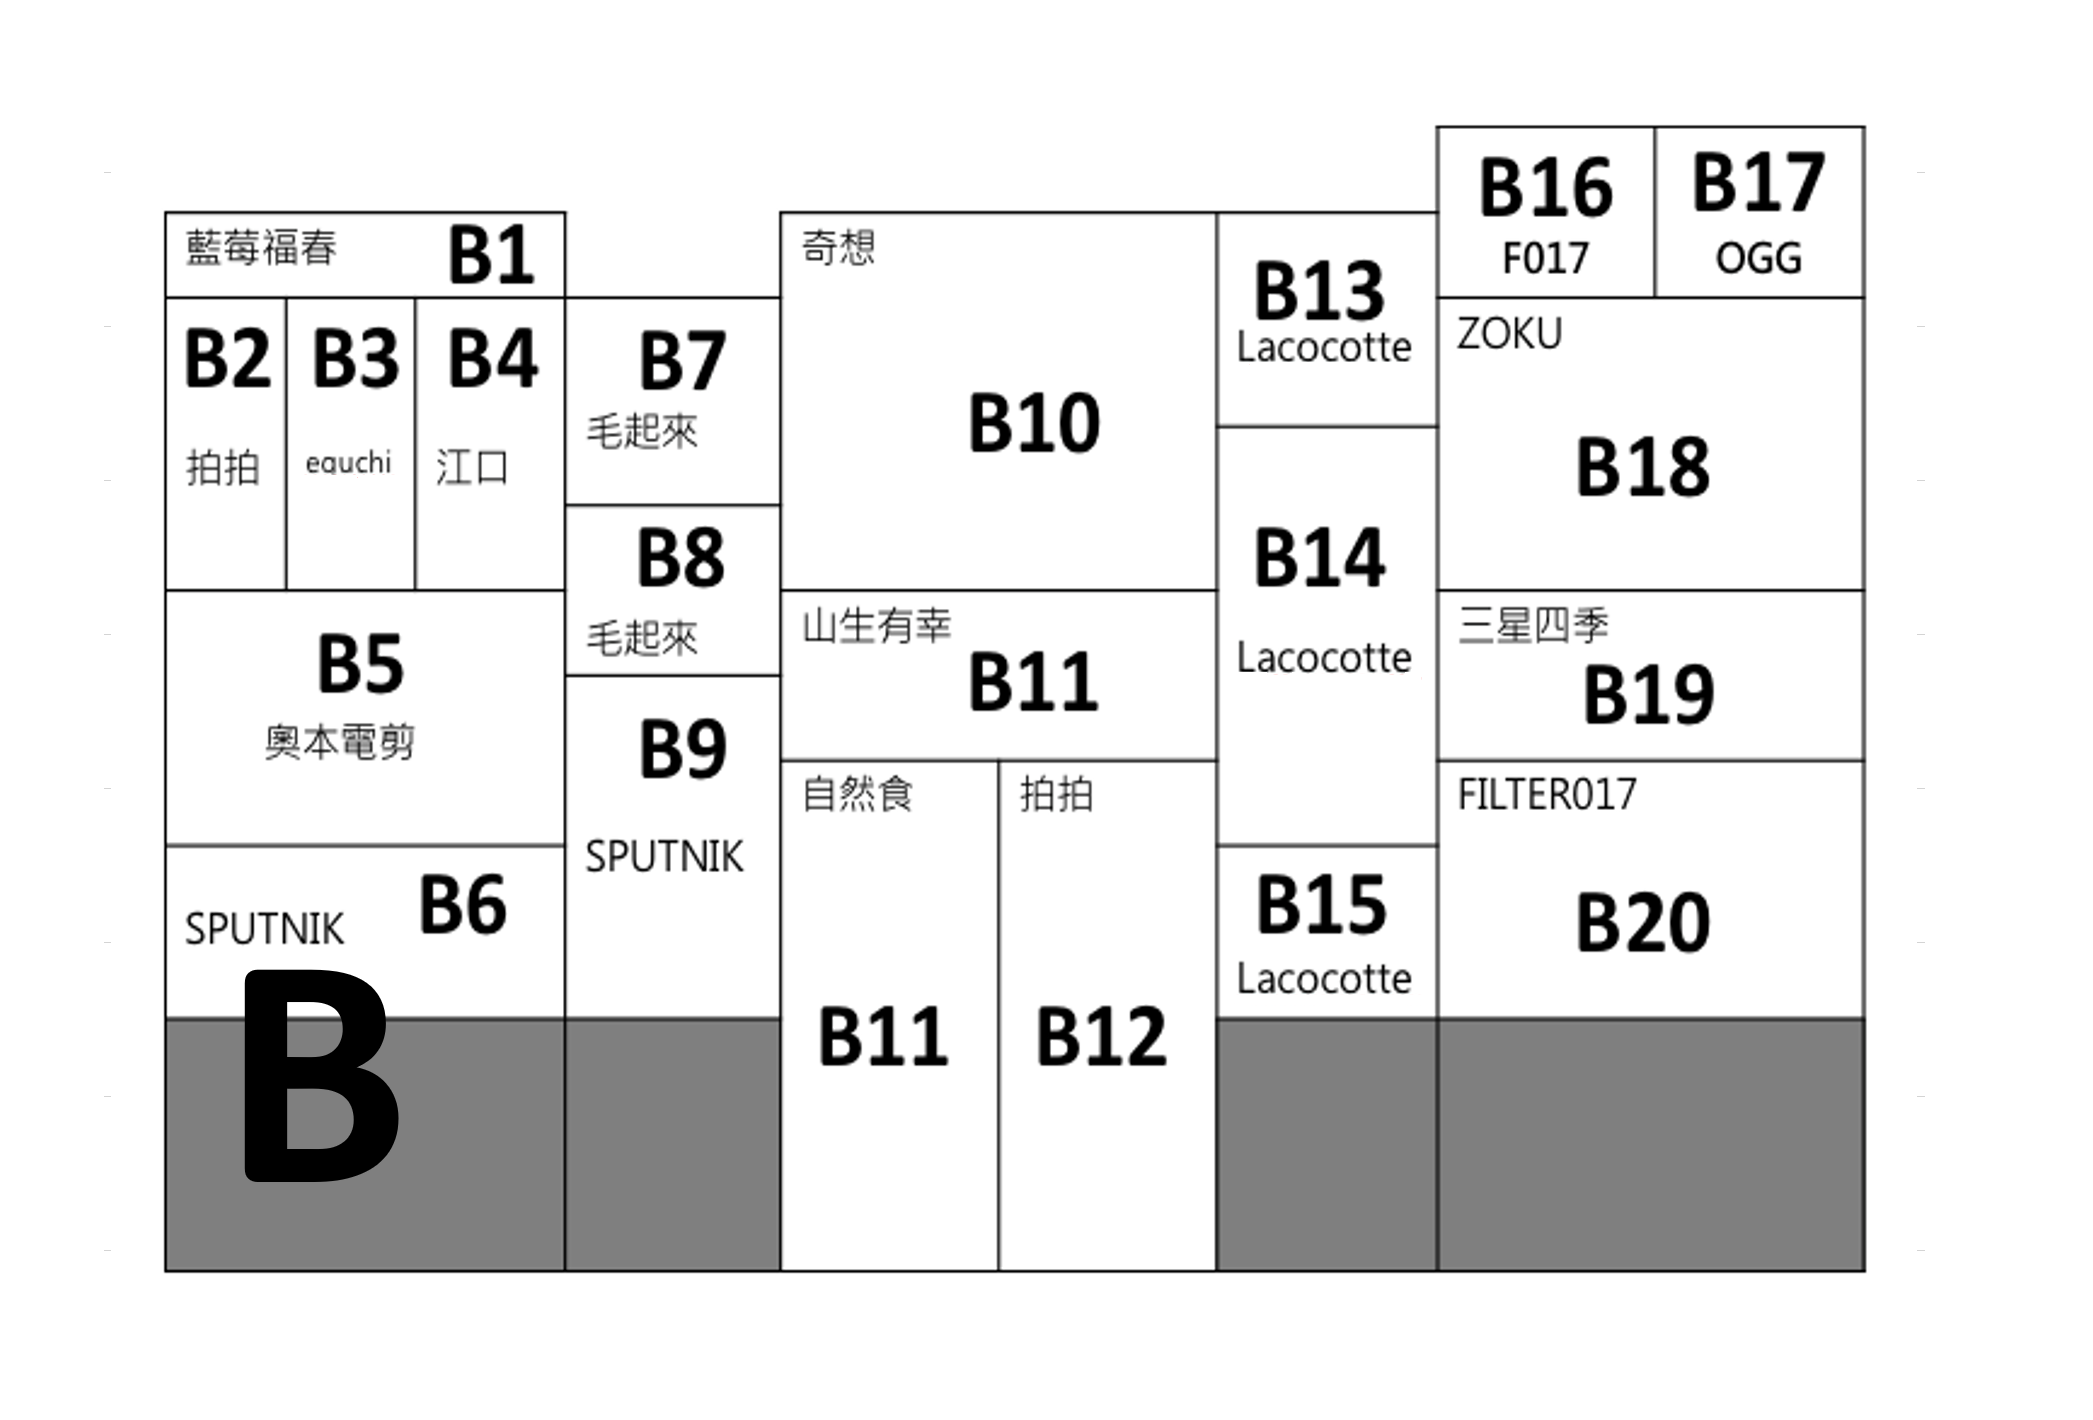 藍莓福春 B1
B2
拍拍
B3
eguchi
B4
江口
B5
奧本電剪
SPUTNIK B6
B7
毛起來
B8
毛起來
B9
SPUTNIK
奇想
B10
山生有幸
B11
自然食
B11
拍拍
B12
B13
Lacocotte
B14
Lacocotte
B15
Lacocotte
B16
F017
B17
OGG
ZOKU
B18
三星四季
B19
FILTER017
B20
B